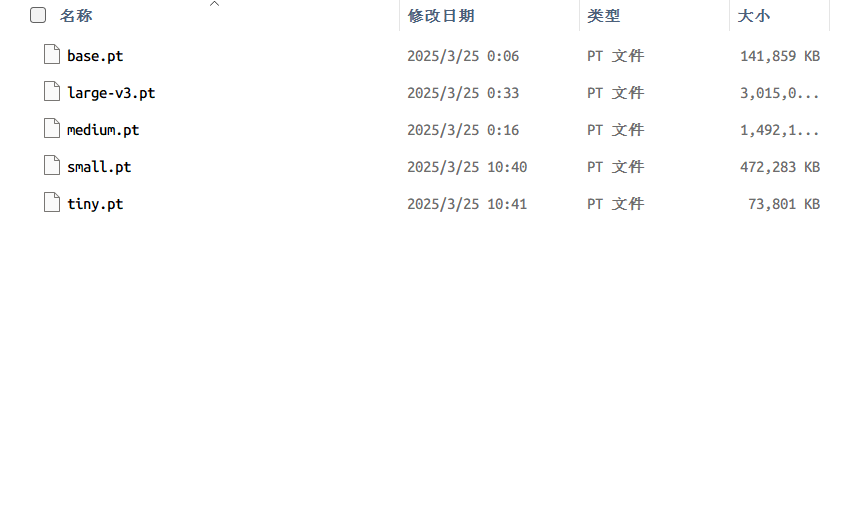 名称 修改日期 类型 大小
base.pt 2025/3/25 0:06 PT 文件 141,859 KB
large-v3.pt 2025/3/25 0:33 PT 文件 3,015,0...
medium.pt 2025/3/25 0:16 PT 文件 1,492,1...
small.pt 2025/3/25 10:40 PT 文件 472,283 KB
tiny.pt 2025/3/25 10:41 PT 文件 73,801 KB